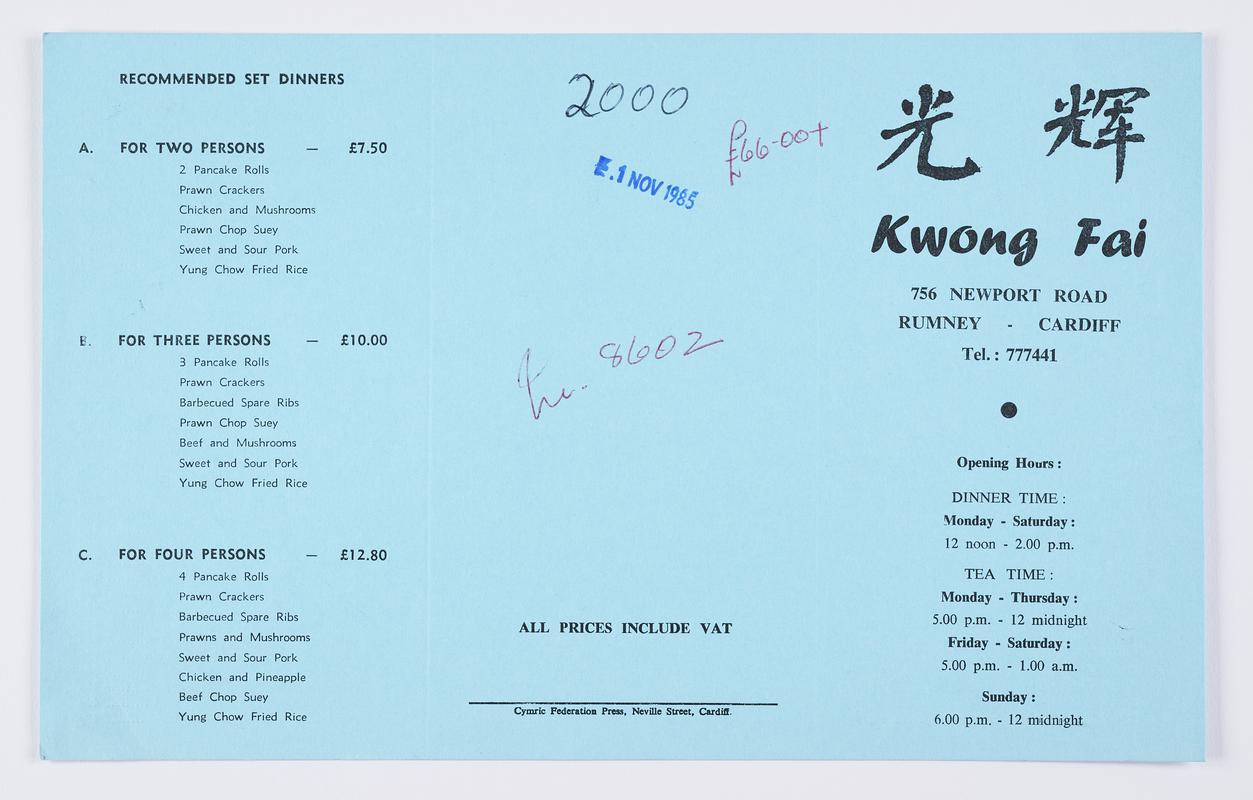 RECOMMENDED SET DINNERS
A. FOR TWO PERSONS — £7.50
2 Pancake Rolls
Prawn Crackers
Chicken and Mushrooms
Prawn Chop Suey
Sweet and Sour Pork
Yung Chow Fried Rice
B. FOR THREE PERSONS — £10.00
3 Pancake Rolls
Prawn Crackers
Barbecued Spare Ribs
Prawn Chop Suey
Beef and Mushrooms
Sweet and Sour Pork
Yung Chow Fried Rice
C. FOR FOUR PERSONS — £12.80
4 Pancake Rolls
Prawn Crackers
Barbecued Spare Ribs
Prawns and Mushrooms
Sweet and Sour Pork
Chicken and Pineapple
Beef Chop Suey
Yung Chow Fried Rice
2000
£66-00+
E.1 NOV 1985
8602
ALL PRICES INCLUDE VAT
Cymric Federation Press, Neville Street, Cardiff.
光 輝
Kwong Fai
756 NEWPORT ROAD
RUMNEY - CARDIFF
Tel.: 777441
Opening Hours:
DINNER TIME:
Monday - Saturday:
12 noon - 2.00 p.m.
TEA TIME:
Monday - Thursday:
5.00 p.m. - 12 midnight
Friday - Saturday:
5.00 p.m. - 1.00 a.m.
Sunday:
6.00 p.m. - 12 midnight